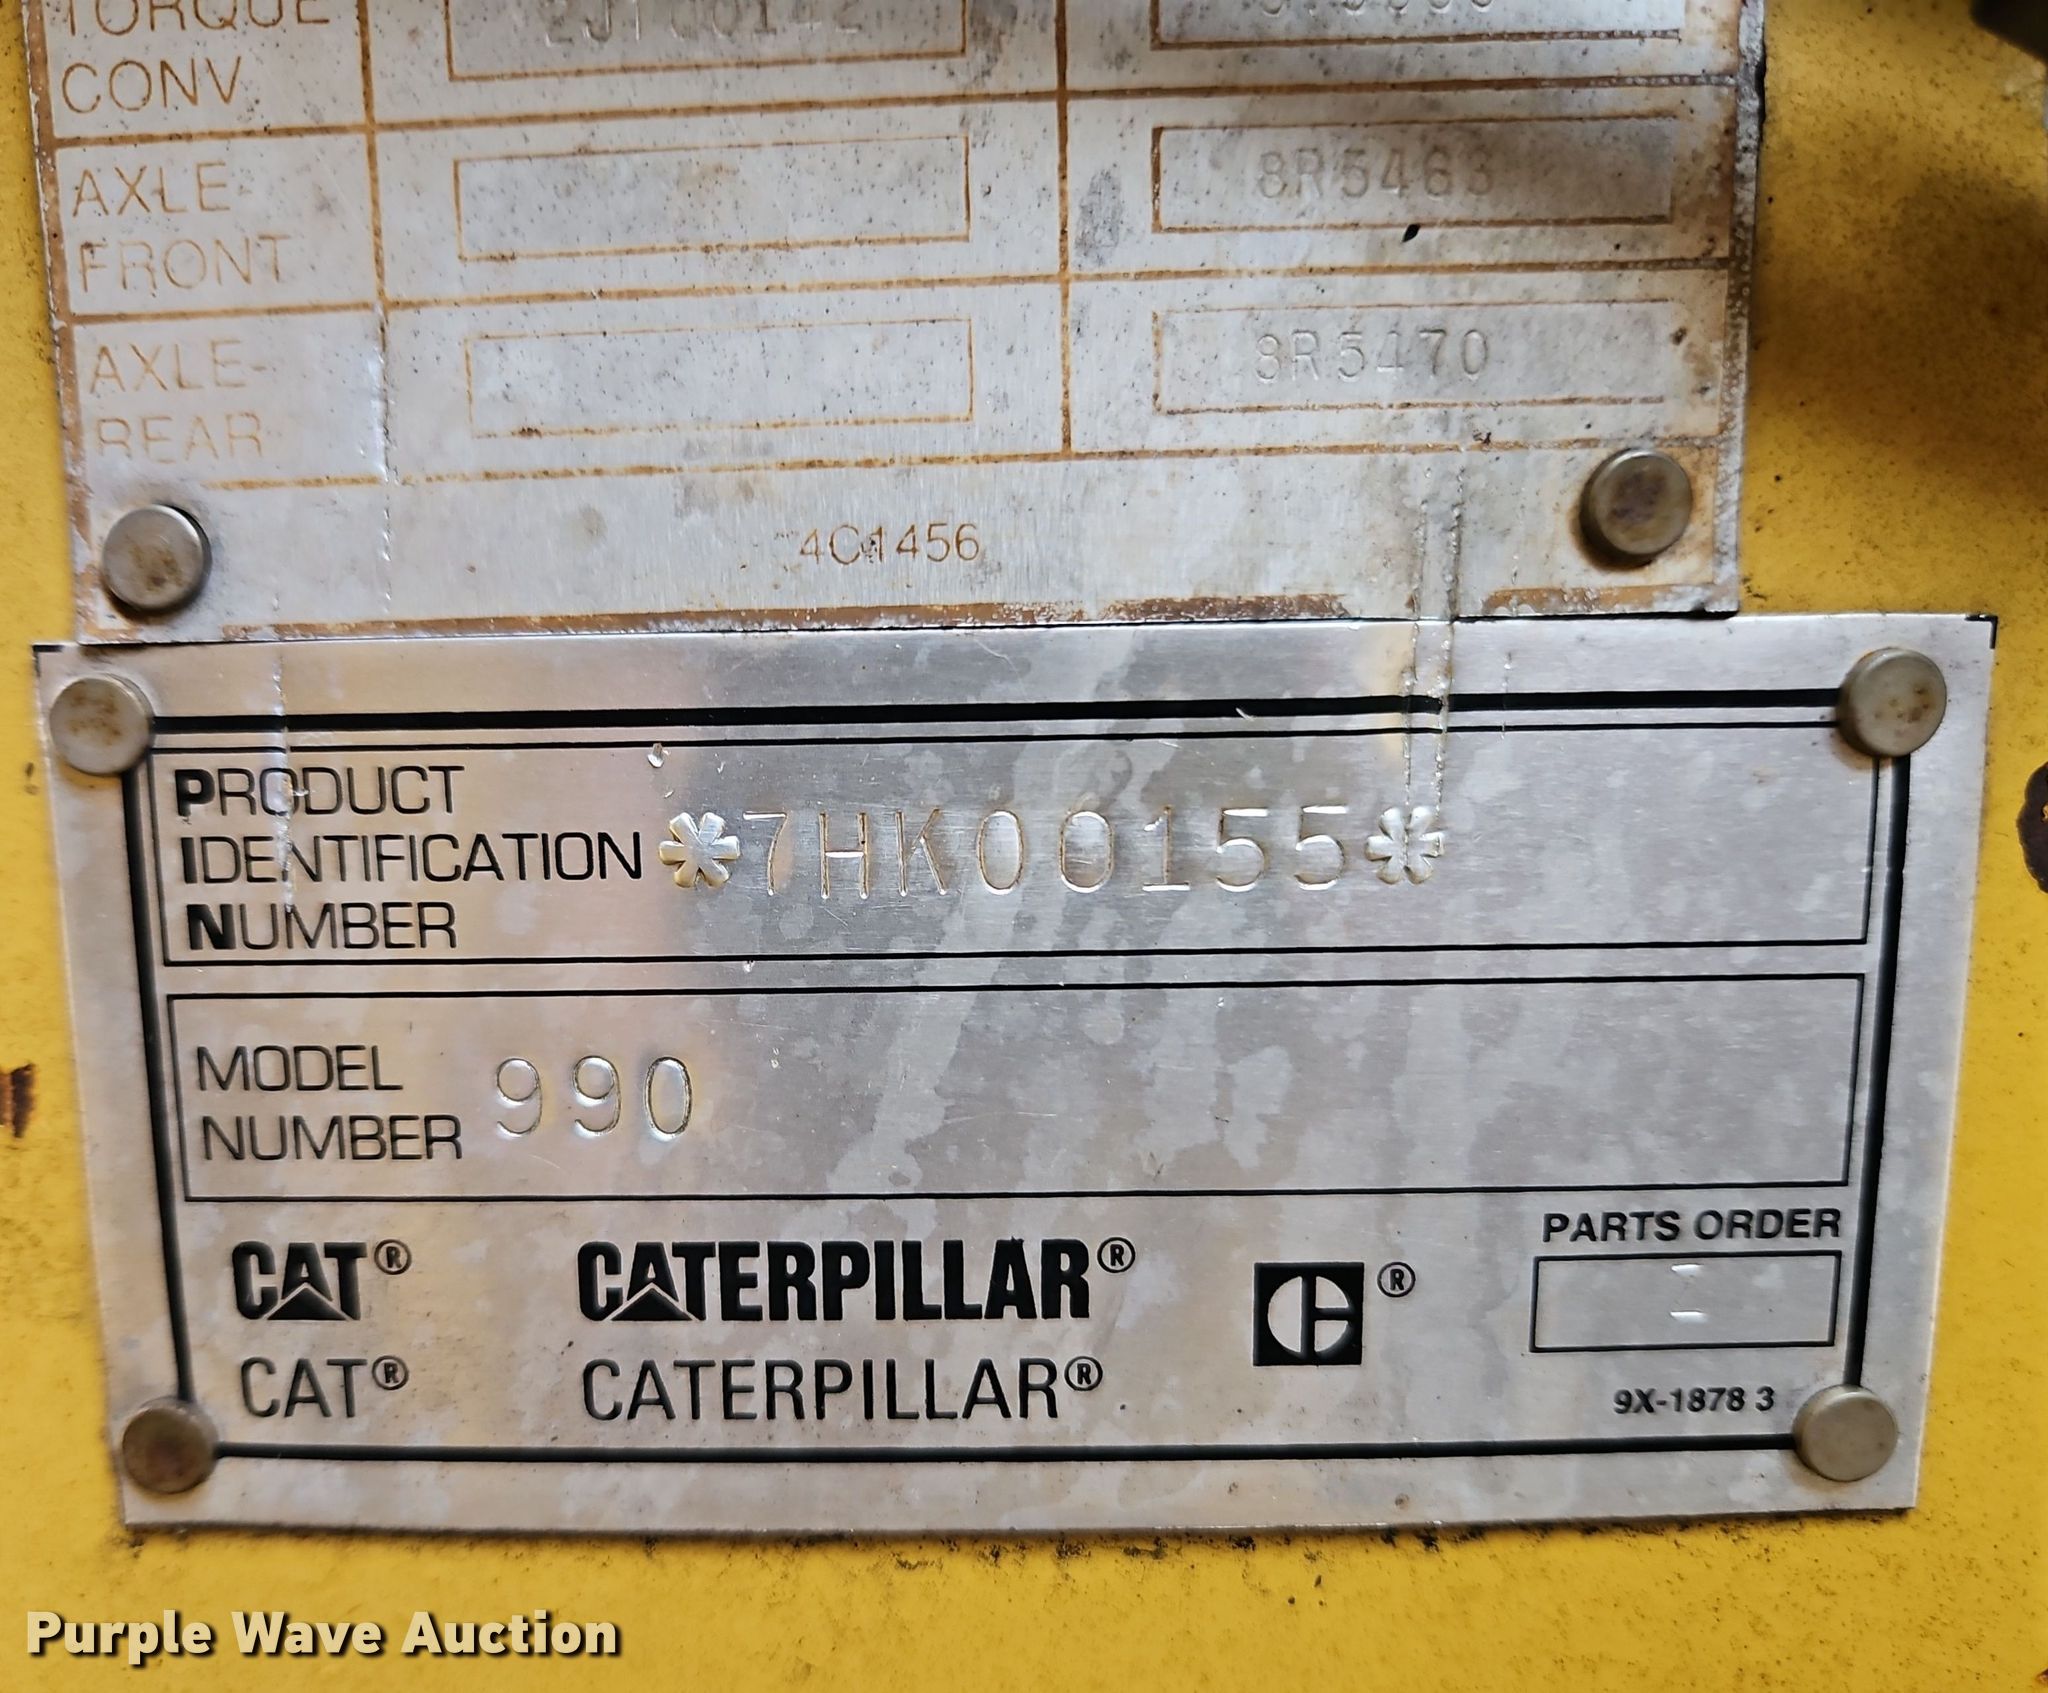 TORQUE
CONV
AXLE-
FRONT
8R5463
AXLE-
REAR
8R5470
4C1456
PRODUCT
IDENTIFICATION
NUMBER
*7HK00155*
MODEL
NUMBER
990
CAT® CATERPILLAR® ®
CAT® CATERPILLAR®
PARTS ORDER
9X-1878 3
Purple Wave Auction